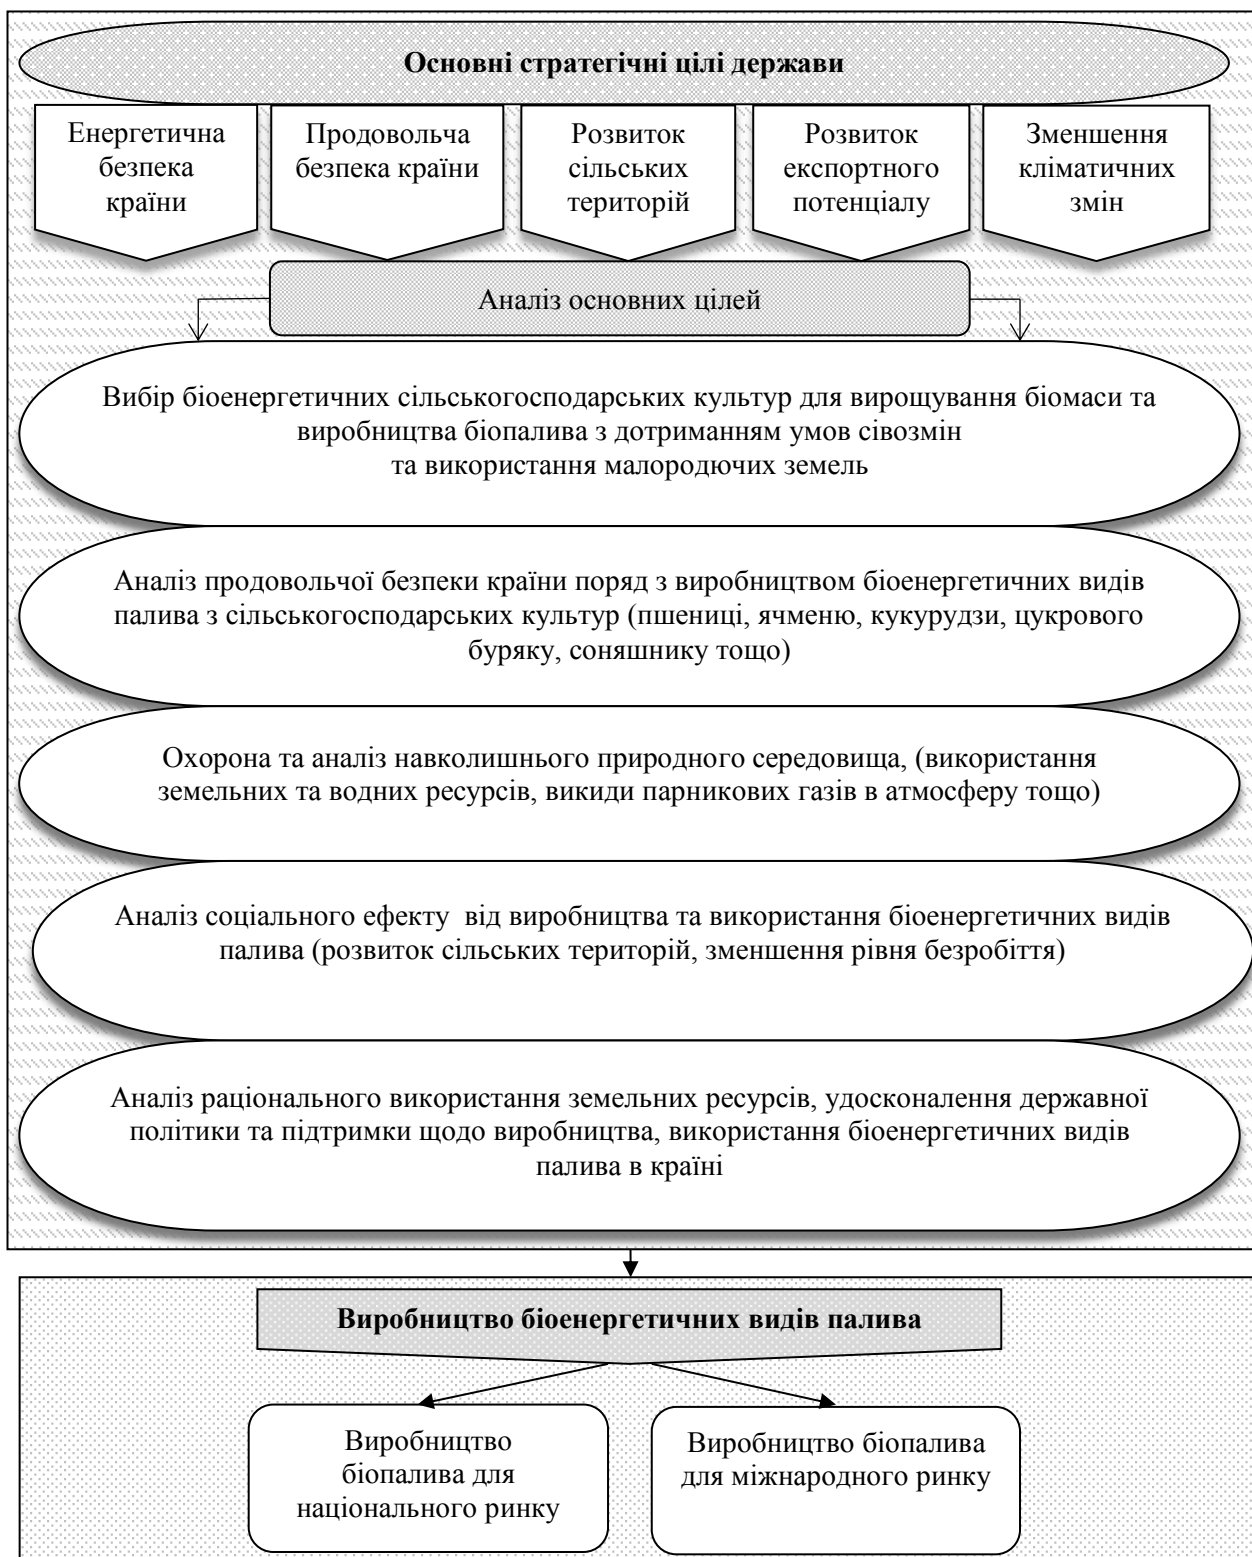 Основні стратегічні цілі держави
Енергетична
безпека
країни
Продовольча
безпека країни
Розвиток
сільських
територій
Розвиток
експортного
потенціалу
Зменшення
кліматичних
змін
Аналіз основних цілей
Вибір біоенергетичних сільськогосподарських культур для вирощування біомаси та
виробництва біопалива з дотриманням умов сівозмін
та використання малородючих земель
Аналіз продовольчої безпеки країни поряд з виробництвом біоенергетичних видів
палива з сільськогосподарських культур (пшениці, ячменю, кукурудзи, цукрового
буряку, соняшнику тощо)
Охорона та аналіз навколишнього природного середовища, (використання
земельних та водних ресурсів, викиди парникових газів в атмосферу тощо)
Аналіз соціального ефекту  від виробництва та використання біоенергетичних видів
палива (розвиток сільських територій, зменшення рівня безробіття)
Аналіз раціонального використання земельних ресурсів, удосконалення державної
політики та підтримки щодо виробництва, використання біоенергетичних видів
палива в країні
Виробництво біоенергетичних видів палива
Виробництво
біопалива для
національного ринку
Виробництво біопалива
для міжнародного ринку